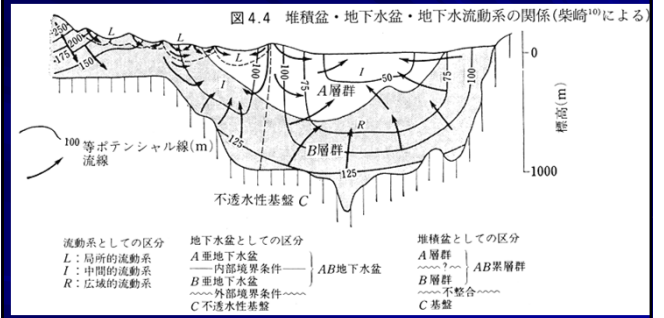 図4.4 堆積盆・地下水盆・地下水流動系の関係(柴崎10)による)
250
200
175
150
L
L
L
I
100
100
75
A層群
I
50
75
100
R
B層群
125
125
0
1000
標高(m)
100 等ポテンシャル線(m)
流線
不透水性基盤 C
流動系としての区分
L：局所的流動系
I：中間的流動系
R：広域的流動系
地下水盆としての区分
A 亜地下水盆
内部境界条件
B 亜地下水盆
外部境界条件
C 不透水性基盤
AB地下水盆
堆積盆としての区分
A 層群
?
B 層群
不整合
C 基盤
AB累層群